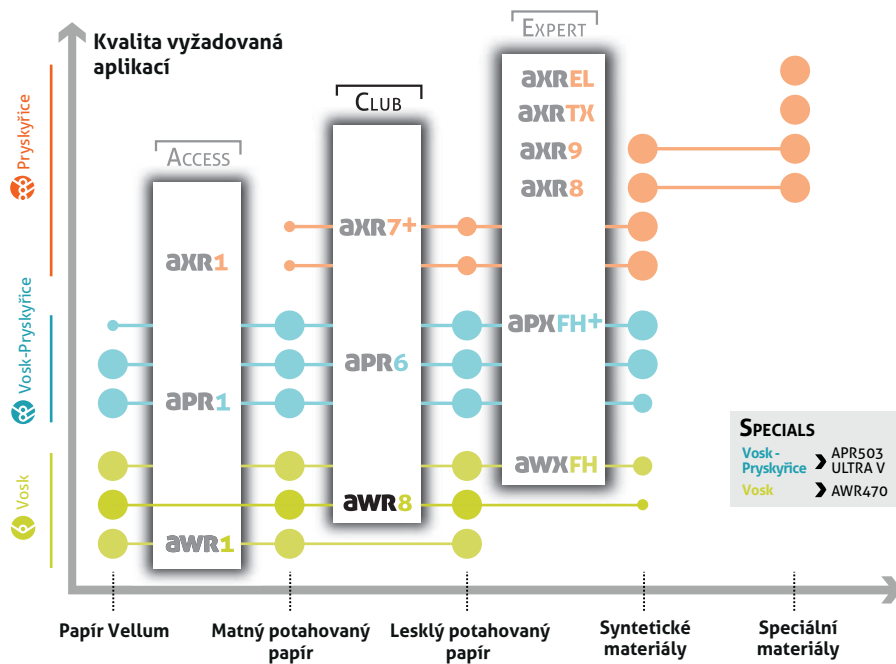 Kvalita vyžadovaná
aplikací
EXPERT
CLUB
ACCESS
Pryskyřice
Vosk-Pryskyřice
Vosk
aXREL
aXRTX
aXR9
aXR8
aXR7+
aXR1
aPXFH+
aPR6
aPR1
aWXFH
aWR8
aWR1
SPECIALS
Vosk - APR503
Pryskyřice ULTRA V
Vosk AWR470
Papír Vellum
Matný potahovaný
papír
Lesklý potahovaný
papír
Syntetické
materiály
Speciální
materiály